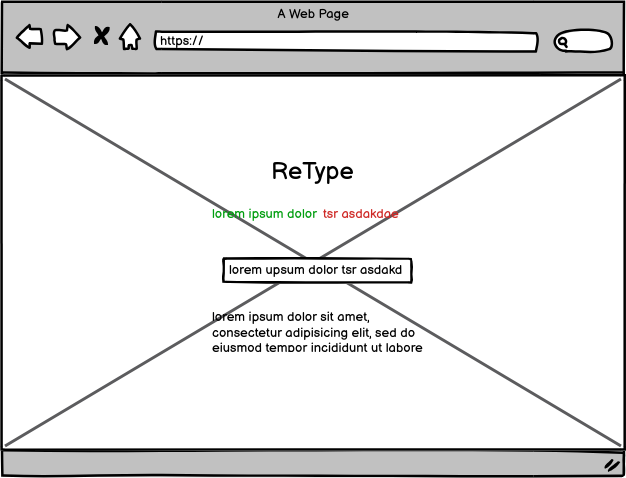 A Web Page
https://
ReType
lorem ipsum dolor tsr asdakdae
lorem upsum dolor tsr asdakd
lorem ipsum dolor sit amet,
consectetur adipisicing elit, sed do
eiusmod tempor incididunt ut labore